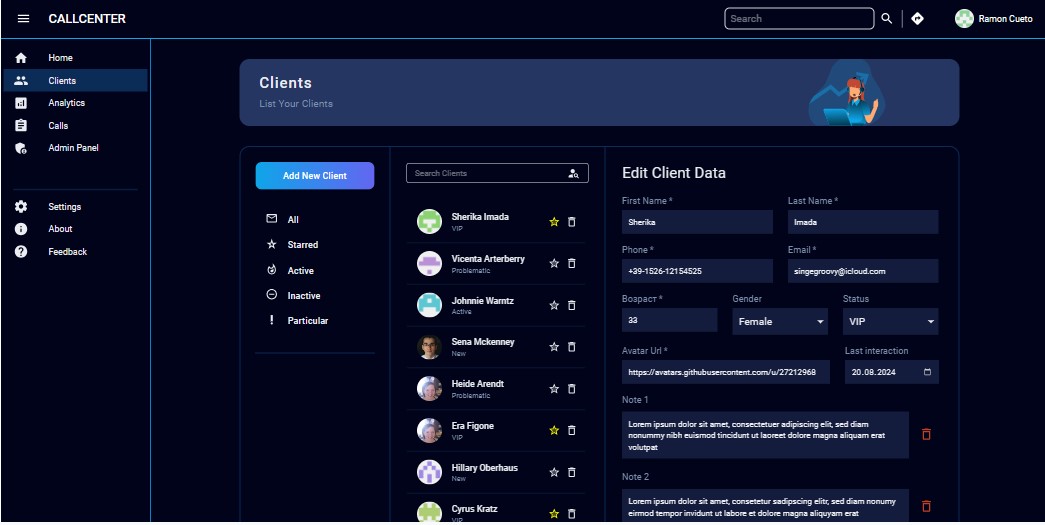 CALLCENTER
Search
Ramon Cueto
Home
Clients
Analytics
Calls
Admin Panel
Settings
About
Feedback
Clients
List Your Clients
Add New Client
All
Starred
Active
Inactive
Particular
Search Clients
Sherika Imada
VIP
Vicenta Arterberry
Problematic
Johnnie Warntz
Active
Sena Mckenney
New
Heide Arendt
Problematic
Era Figone
VIP
Hillary Oberhaus
New
Cyrus Kratz
VIP
Edit Client Data
First Name *
Last Name *
Sherika
Imada
Phone *
Email *
+39-1526-12154525
singegroovy@icloud.com
Возраст *
Gender
Status
33
Female
VIP
Avatar Url *
Last interaction
https://avatars.githubusercontent.com/u/27212968
20.08.2024
Note 1
Lorem ipsum dolor sit amet, consectetuer adipiscing elit, sed diam
nonummy nibh euismod tincidunt ut laoreet dolore magna aliquam erat
volutpat
Note 2
Lorem ipsum dolor sit amet, consetetur sadipscing elitr, sed diam nonumy
eirmod tempor invidunt ut labore et dolore magna aliquyam erat